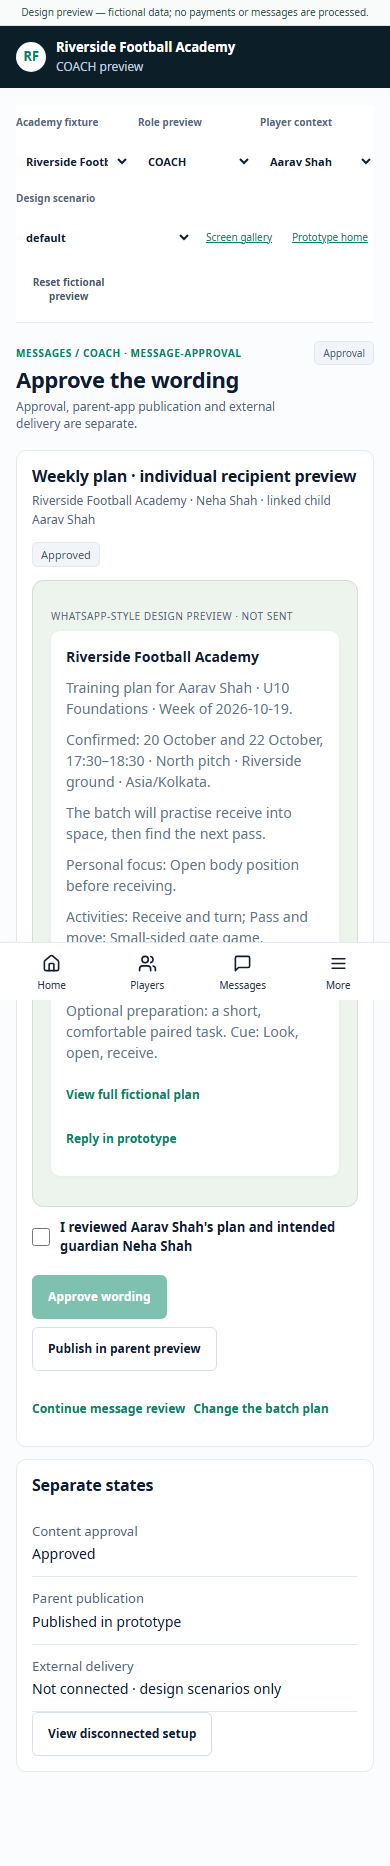 Design preview — fictional data; no payments or messages are processed.
RF
Riverside Football Academy
COACH preview
Academy fixture
Role preview
Player context
Riverside Footb
COACH
Aarav Shah
Design scenario
default
Screen gallery
Prototype home
Reset fictional
preview
MESSAGES / COACH · MESSAGE-APPROVAL
Approval
Approve the wording
Approval, parent-app publication and external
delivery are separate.
Weekly plan · individual recipient preview
Riverside Football Academy · Neha Shah · linked child
Aarav Shah
Approved
WHATSAPP-STYLE DESIGN PREVIEW · NOT SENT
Riverside Football Academy
Training plan for Aarav Shah · U10
Foundations · Week of 2026-10-19.
Confirmed: 20 October and 22 October,
17:30–18:30 · North pitch · Riverside
ground · Asia/Kolkata.
The batch will practise receive into
space, then find the next pass.
Personal focus: Open body position
before receiving.
Activities: Receive and turn; Pass and
move; Small-sided gate game.
Home
Players
Messages
More
Optional preparation: a short,
comfortable paired task. Cue: Look,
open, receive.
View full fictional plan
Reply in prototype
I reviewed Aarav Shah's plan and intended
guardian Neha Shah
Approve wording
Publish in parent preview
Continue message review
Change the batch plan
Separate states
Content approval
Approved
Parent publication
Published in prototype
External delivery
Not connected · design scenarios only
View disconnected setup